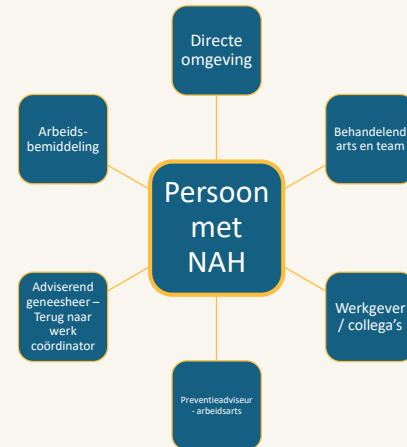 Directe
omgeving
Arbeids-
bemiddeling
Behandelend
arts en team
Persoon
met
NAH
Adviserend
geneesheer –
Terug naar
werk
coördinator
Werkgever
/ collega's
Preventieadviseur
- arbeidsarts